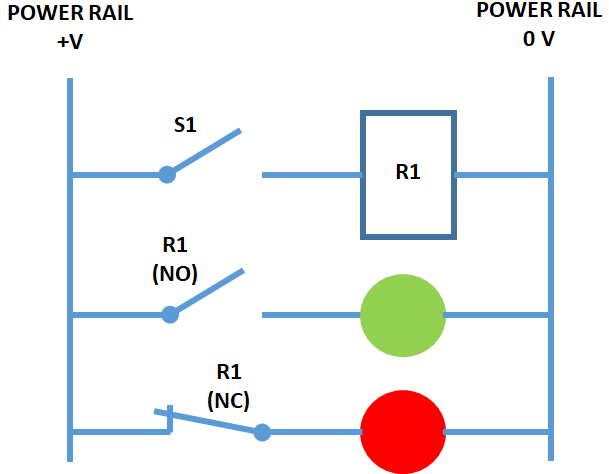 POWER RAIL
+V
POWER RAIL
0 V
S1
R1
R1
(NO)
R1
(NC)